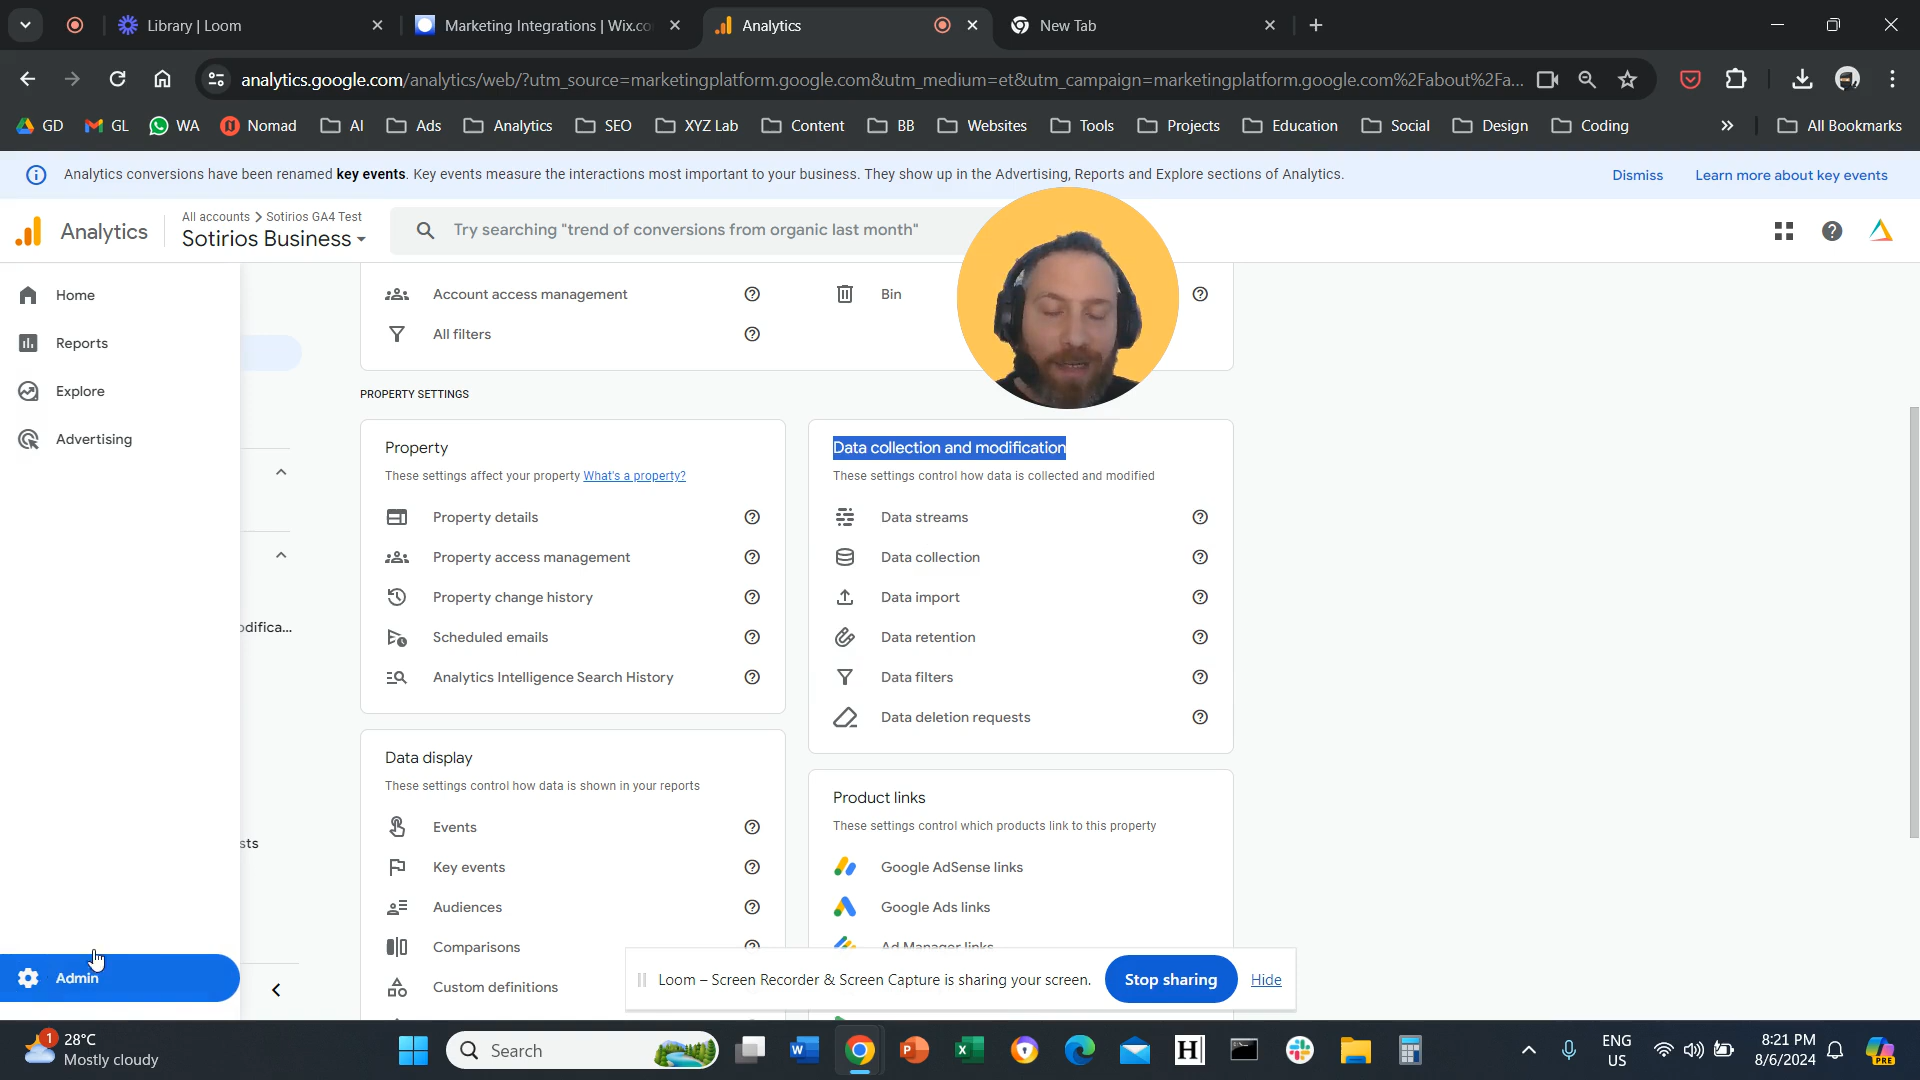 Library | Loom
Marketing Integrations | Wix.co
Analytics
New Tab
analytics.google.com/analytics/web/?utm_source=marketingplatform.google.com&utm_medium=et&utm_campaign=marketingplatform.google.com%2Fabout%2Fa...
GD
GL
WA
Nomad
AI
Ads
Analytics
SEO
XYZ Lab
Content
BB
Websites
Tools
Projects
Education
Social
Design
Coding
All Bookmarks
Analytics conversions have been renamed key events. Key events measure the interactions most important to your business. They show up in the Advertising, Reports and Explore sections of Analytics.
Dismiss
Learn more about key events
Analytics
All accounts > Sotirios GA4 Test
Sotirios Business
Try searching "trend of conversions from organic last month"
Home
Reports
Explore
Advertising
difica...
sts
Admin
Account access management
All filters
Bin
PROPERTY SETTINGS
Property
These settings affect your property What's a property?
Property details
Property access management
Property change history
Scheduled emails
Analytics Intelligence Search History
Data display
These settings control how data is shown in your reports
Events
Key events
Audiences
Comparisons
Custom definitions
Data collection and modification
These settings control how data is collected and modified
Data streams
Data collection
Data import
Data retention
Data filters
Data deletion requests
Product links
These settings control which products link to this property
Google AdSense links
Google Ads links
Ad Manager links
Loom – Screen Recorder & Screen Capture is sharing your screen.
Stop sharing
Hide
1
28°C
Mostly cloudy
Search
ENG
US
8:21 PM
8/6/2024
PRE